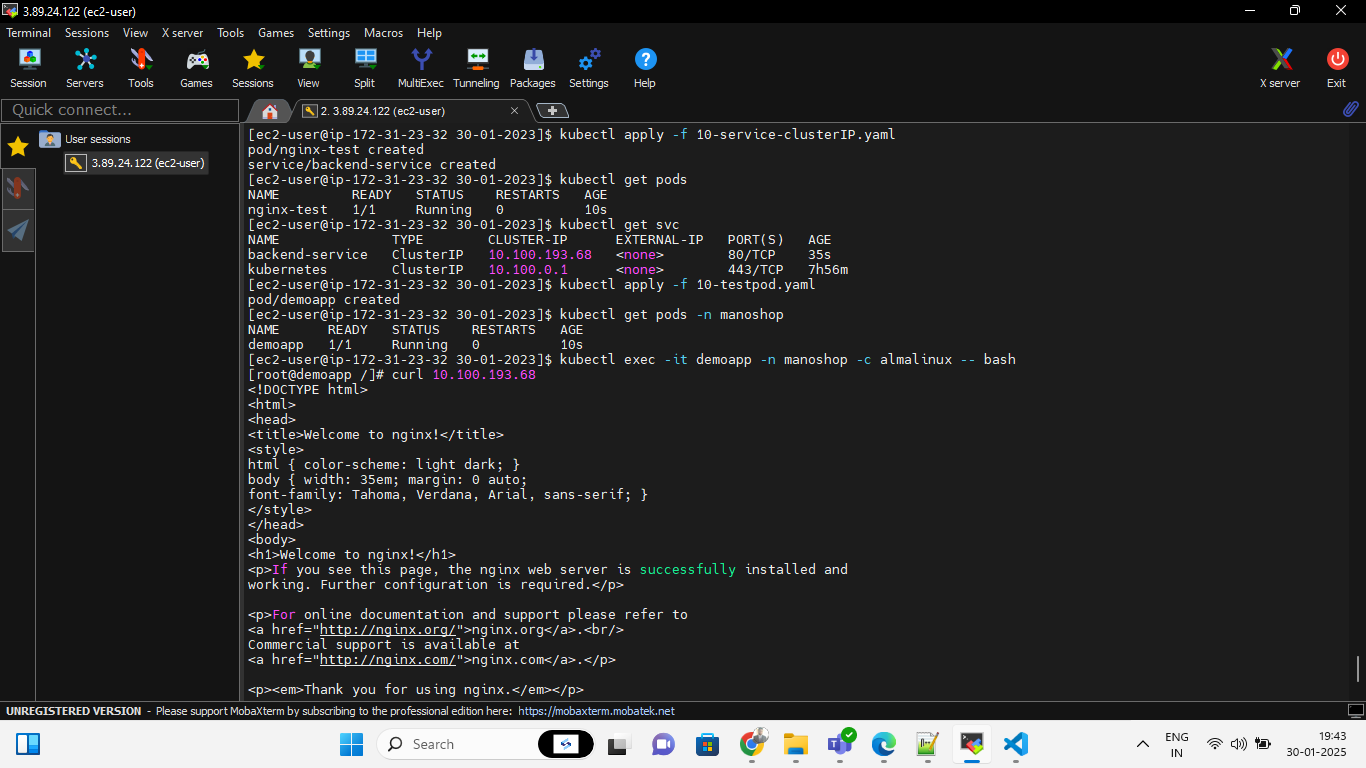 3.89.24.122 (ec2-user)
Terminal Sessions View X server Tools Games Settings Macros Help
Session Servers Tools Games Sessions View Split MultiExec Tunneling Packages Settings Help X server Exit
Quick connect...
2. 3.89.24.122 (ec2-user)
User sessions
3.89.24.122 (ec2-user)
[ec2-user@ip-172-31-23-32 30-01-2023]$ kubectl apply -f 10-service-clusterIP.yaml
pod/nginx-test created
service/backend-service created
[ec2-user@ip-172-31-23-32 30-01-2023]$ kubectl get pods
NAME READY STATUS RESTARTS AGE
nginx-test 1/1 Running 0 10s
[ec2-user@ip-172-31-23-32 30-01-2023]$ kubectl get svc
NAME TYPE CLUSTER-IP EXTERNAL-IP PORT(S) AGE
backend-service ClusterIP 10.100.193.68 <none> 80/TCP 35s
kubernetes ClusterIP 10.100.0.1 <none> 443/TCP 7h56m
[ec2-user@ip-172-31-23-32 30-01-2023]$ kubectl apply -f 10-testpod.yaml
pod/demoapp created
[ec2-user@ip-172-31-23-32 30-01-2023]$ kubectl get pods -n manoshop
NAME READY STATUS RESTARTS AGE
demoapp 1/1 Running 0 10s
[ec2-user@ip-172-31-23-32 30-01-2023]$ kubectl exec -it demoapp -n manoshop -c almalinux -- bash
[root@demoapp /]# curl 10.100.193.68
<!DOCTYPE html>
<html>
<head>
<title>Welcome to nginx!</title>
<style>
html { color-scheme: light dark; }
body { width: 35em; margin: 0 auto;
font-family: Tahoma, Verdana, Arial, sans-serif; }
</style>
</head>
<body>
<h1>Welcome to nginx!</h1>
<p>If you see this page, the nginx web server is successfully installed and
working. Further configuration is required.</p>
<p>For online documentation and support please refer to
<a href="http://nginx.org/">nginx.org</a>.<br/>
Commercial support is available at
<a href="http://nginx.com/">nginx.com</a>.</p>
<p><em>Thank you for using nginx.</em></p>
UNREGISTERED VERSION - Please support MobaXterm by subscribing to the professional edition here: https://mobaxterm.mobatek.net
Search
ENG
IN
19:43
30-01-2025